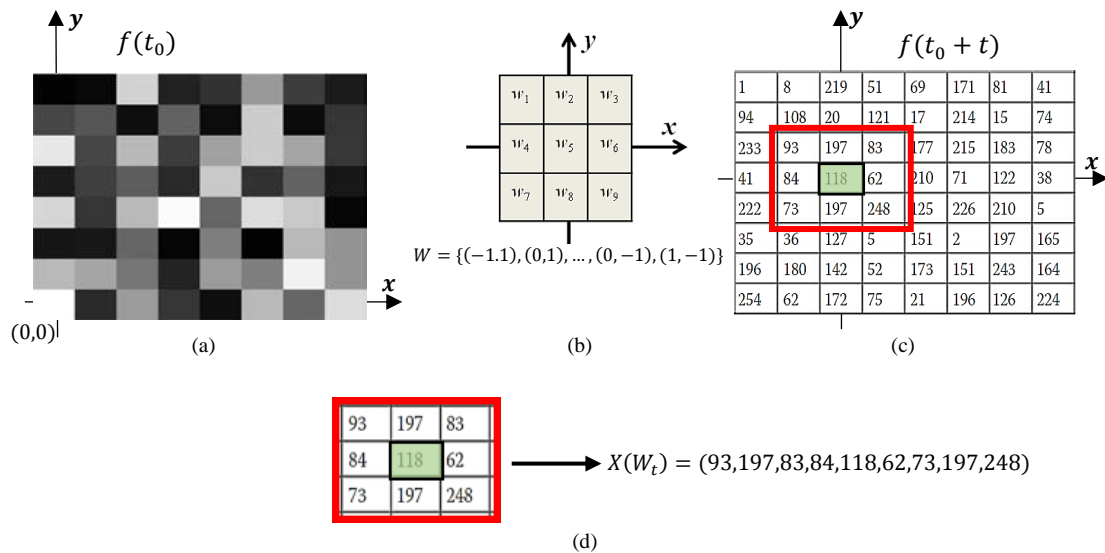 y
f(t₀)
x
(0,0)
(a)
y
w₁ w₂ w₃
x
w₄ w₅ w₆
w₇ w₈ w₉
W = {(−1.1), (0,1), … , (0, −1), (1, −1)}
(b)
y
f(t₀ + t)
1 8 219 51 69 171 81 41
94 108 20 121 17 214 15 74
233 93 197 83 177 215 183 78
x
41 84 118 62 210 71 122 38
222 73 197 248 125 226 210 5
35 36 127 5 151 2 197 165
196 180 142 52 173 151 243 164
254 62 172 75 21 196 126 224
(c)
93 197 83
84 118 62
73 197 248
X(Wₜ) = (93,197,83,84,118,62,73,197,248)
(d)